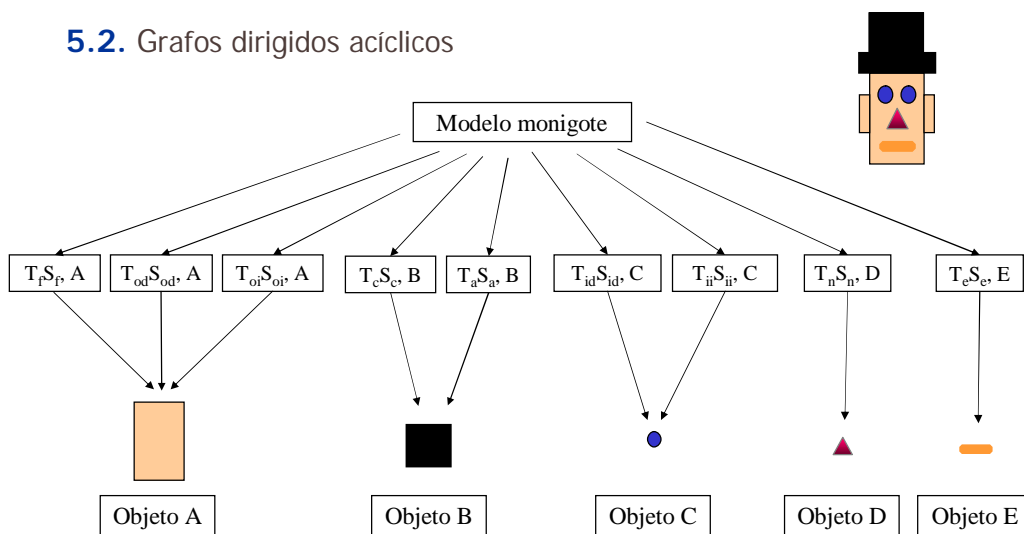 5.2. Grafos dirigidos acíclicos
Modelo monigote
TfSf, A
TodSod, A
ToiSoi, A
TcSc, B
TaSa, B
TidSid, C
TiiSii, C
TnSn, D
TeSe, E
Objeto A
Objeto B
Objeto C
Objeto D
Objeto E